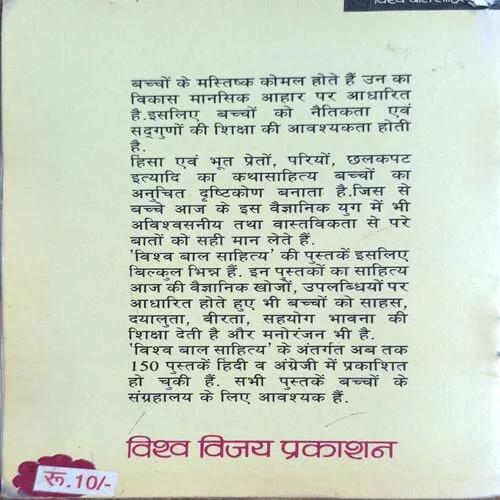 बच्चों के मस्तिष्क कोमल होते हैं उन का
विकास मानसिक आहार पर आधारित
है.इसलिए बच्चों को नैतिकता एवं
सद्गुणों की शिक्षा की आवश्यकता होती
है.
हिंसा एवं भूत प्रेतों, परियों, छलकपट
इत्यादि का कथासाहित्य बच्चों का
अनुचित दृष्टिकोण बनाता है.जिस से
बच्चे आज के इस वैज्ञानिक युग में भी
अविश्वसनीय तथा वास्तविकता से परे
बातों को सही मान लेते हैं.
'विश्व बाल साहित्य' की पुस्तकें इसलिए
बिल्कुल भिन्न हैं. इन पुस्तकों का साहित्य
आज की वैज्ञानिक खोजों, उपलब्धियों पर
आधारित होते हुए भी बच्चों को साहस,
दयालुता, वीरता, सहयोग भावना की
शिक्षा देती है और मनोरंजन भी है.
'विश्व बाल साहित्य' के अंतर्गत अब तक
150 पुस्तकें हिंदी व अंग्रेजी में प्रकाशित
हो चुकी हैं. सभी पुस्तकें बच्चों के
संग्रहालय के लिए आवश्यक हैं.
विश्व विजय प्रकाशन
रू.10/-